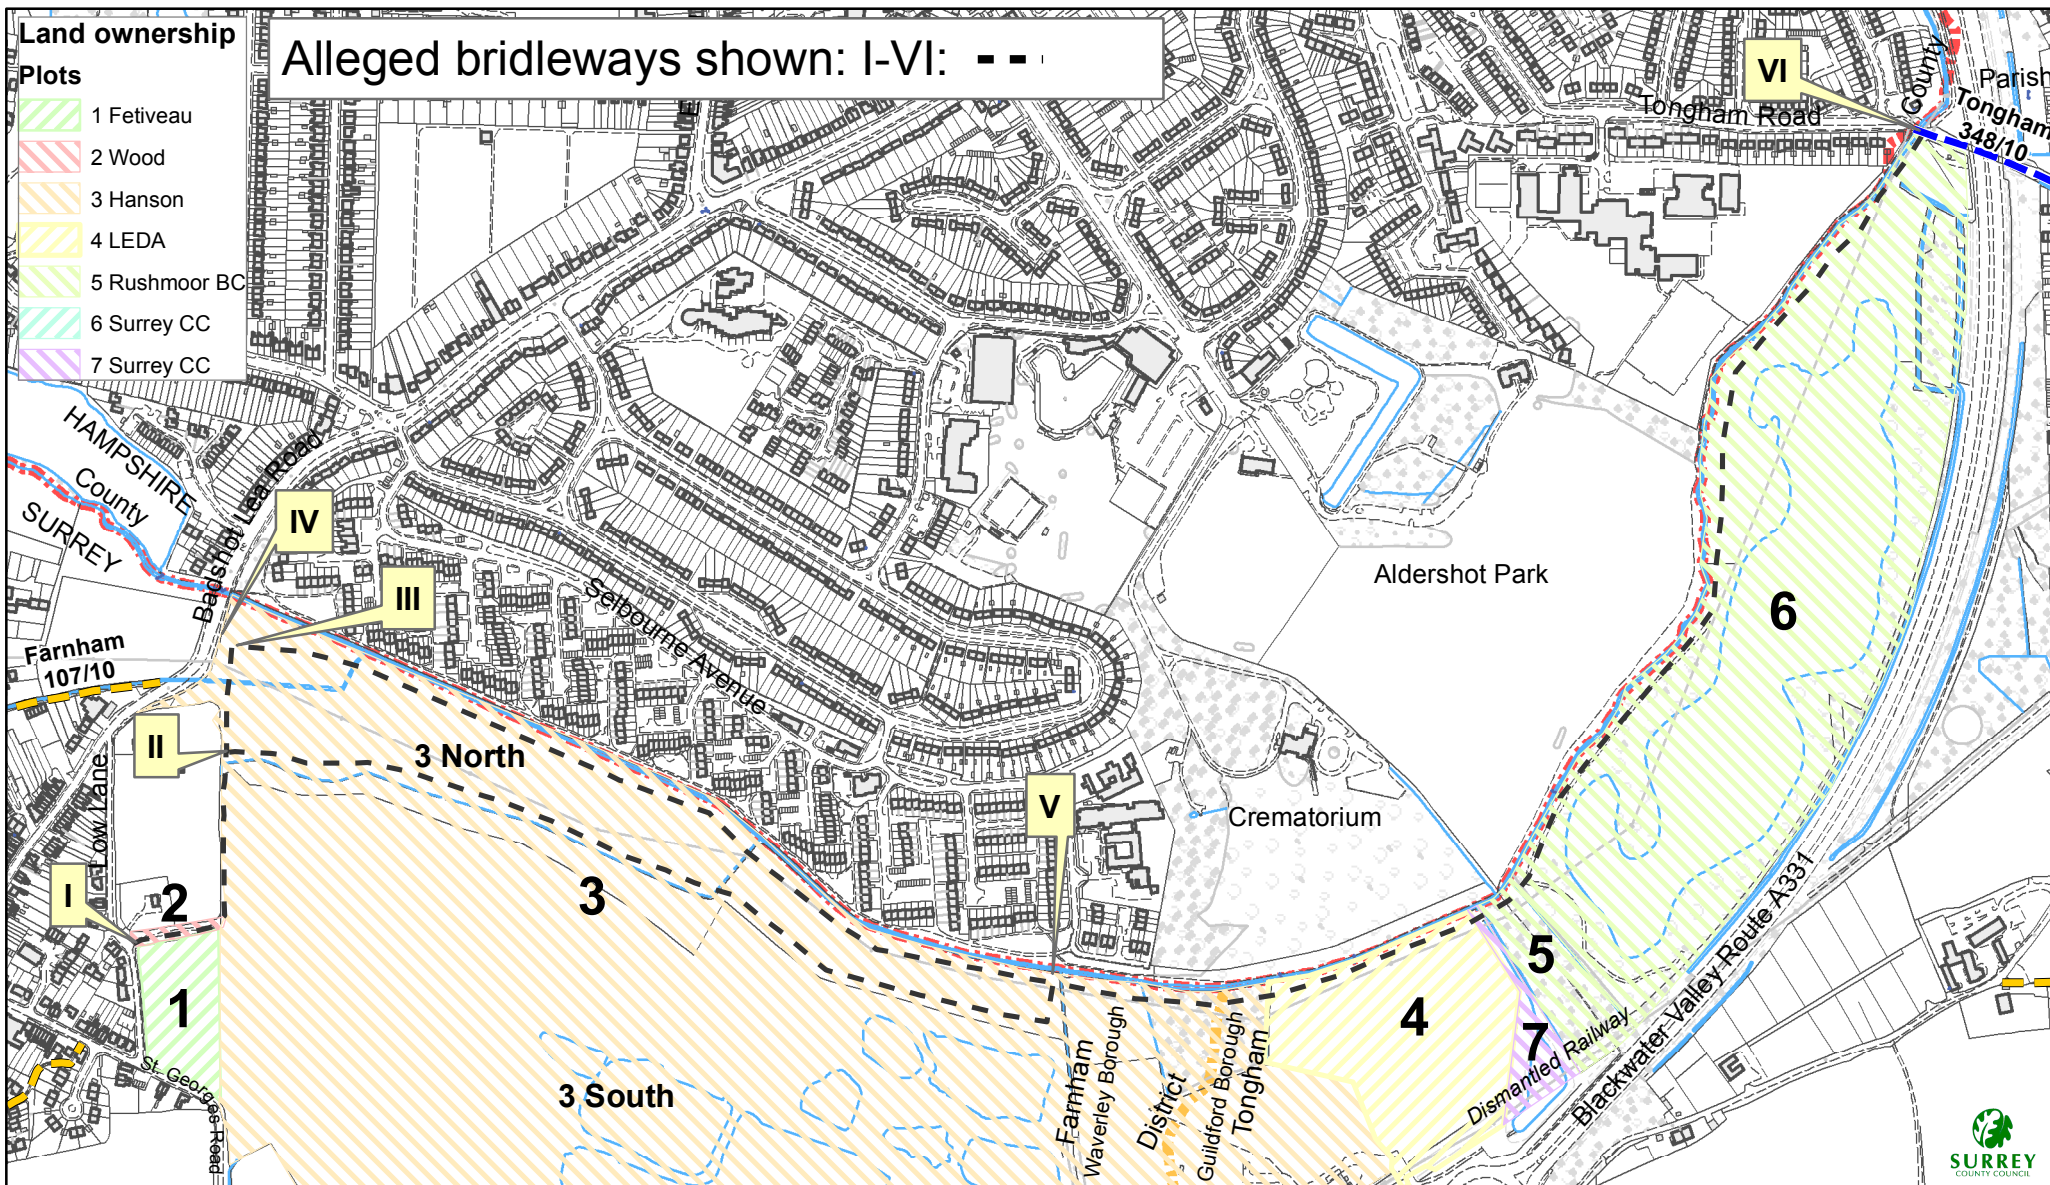 Land ownership
Plots
1 Fetiveau
2 Wood
3 Hanson
4 LEDA
5 Rushmoor BC
6 Surrey CC
7 Surrey CC
Alleged bridleways shown: I-VI:
VI
County
Parish
Tongham Road
Tongham
348/10
HAMPSHIRE
County
SURREY
Badshot Lea Road
IV
III
Selbourne Avenue
Aldershot Park
6
Farnham
107/10
II
3 North
Low Lane
V
Crematorium
I
2
3
1
5
4
7
St. Georges Road
3 South
Farnham
Waverley Borough
District
Guildford Borough
Tongham
Dismantled Railway
Blackwater Valley Route A331
SURREY
COUNTY COUNCIL